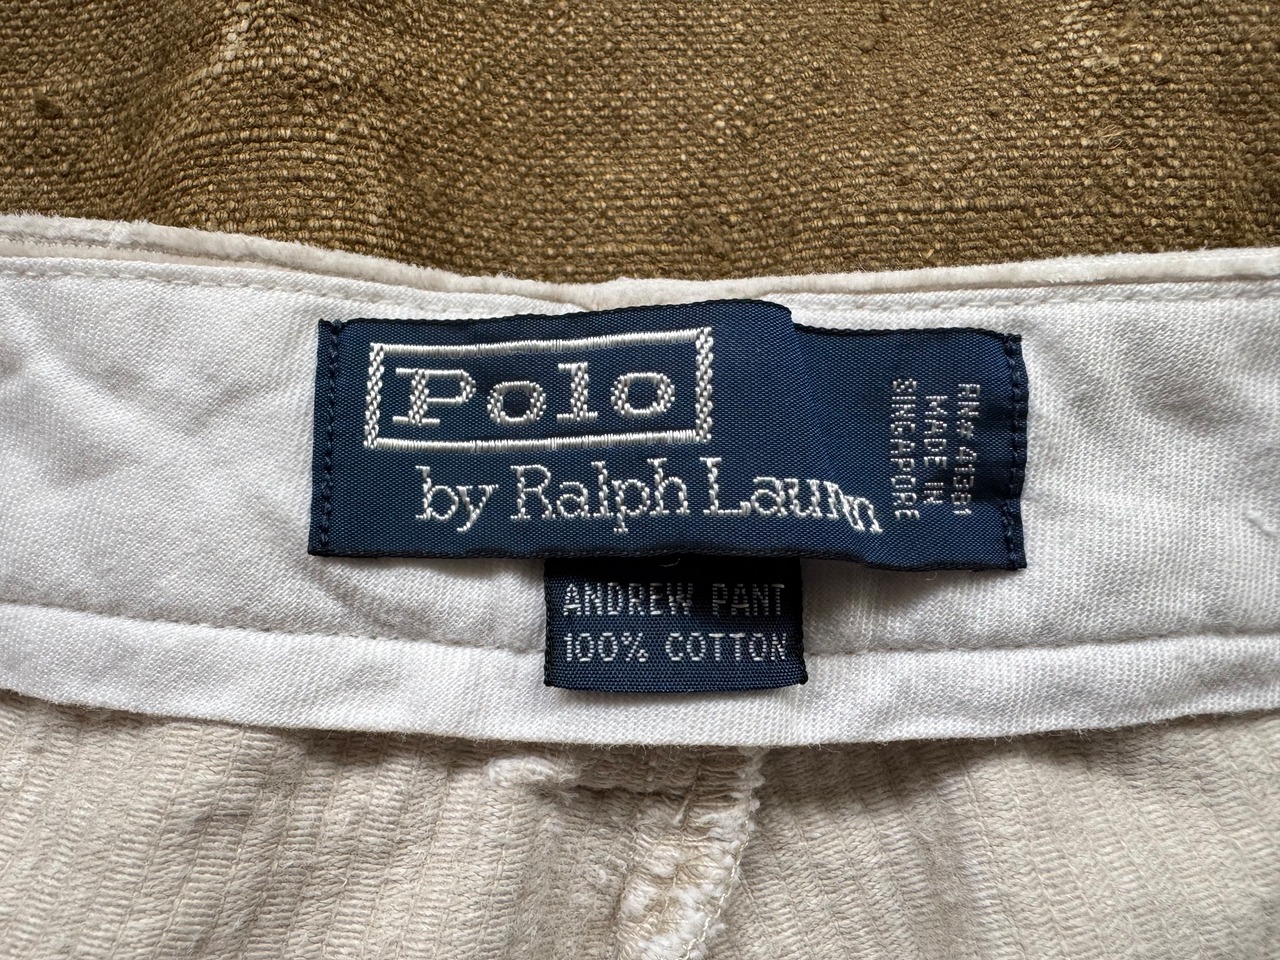 Polo
by Ralph Lauren
RN# 41381
MADE IN
SINGAPORE
ANDREW PANT
100% COTTON